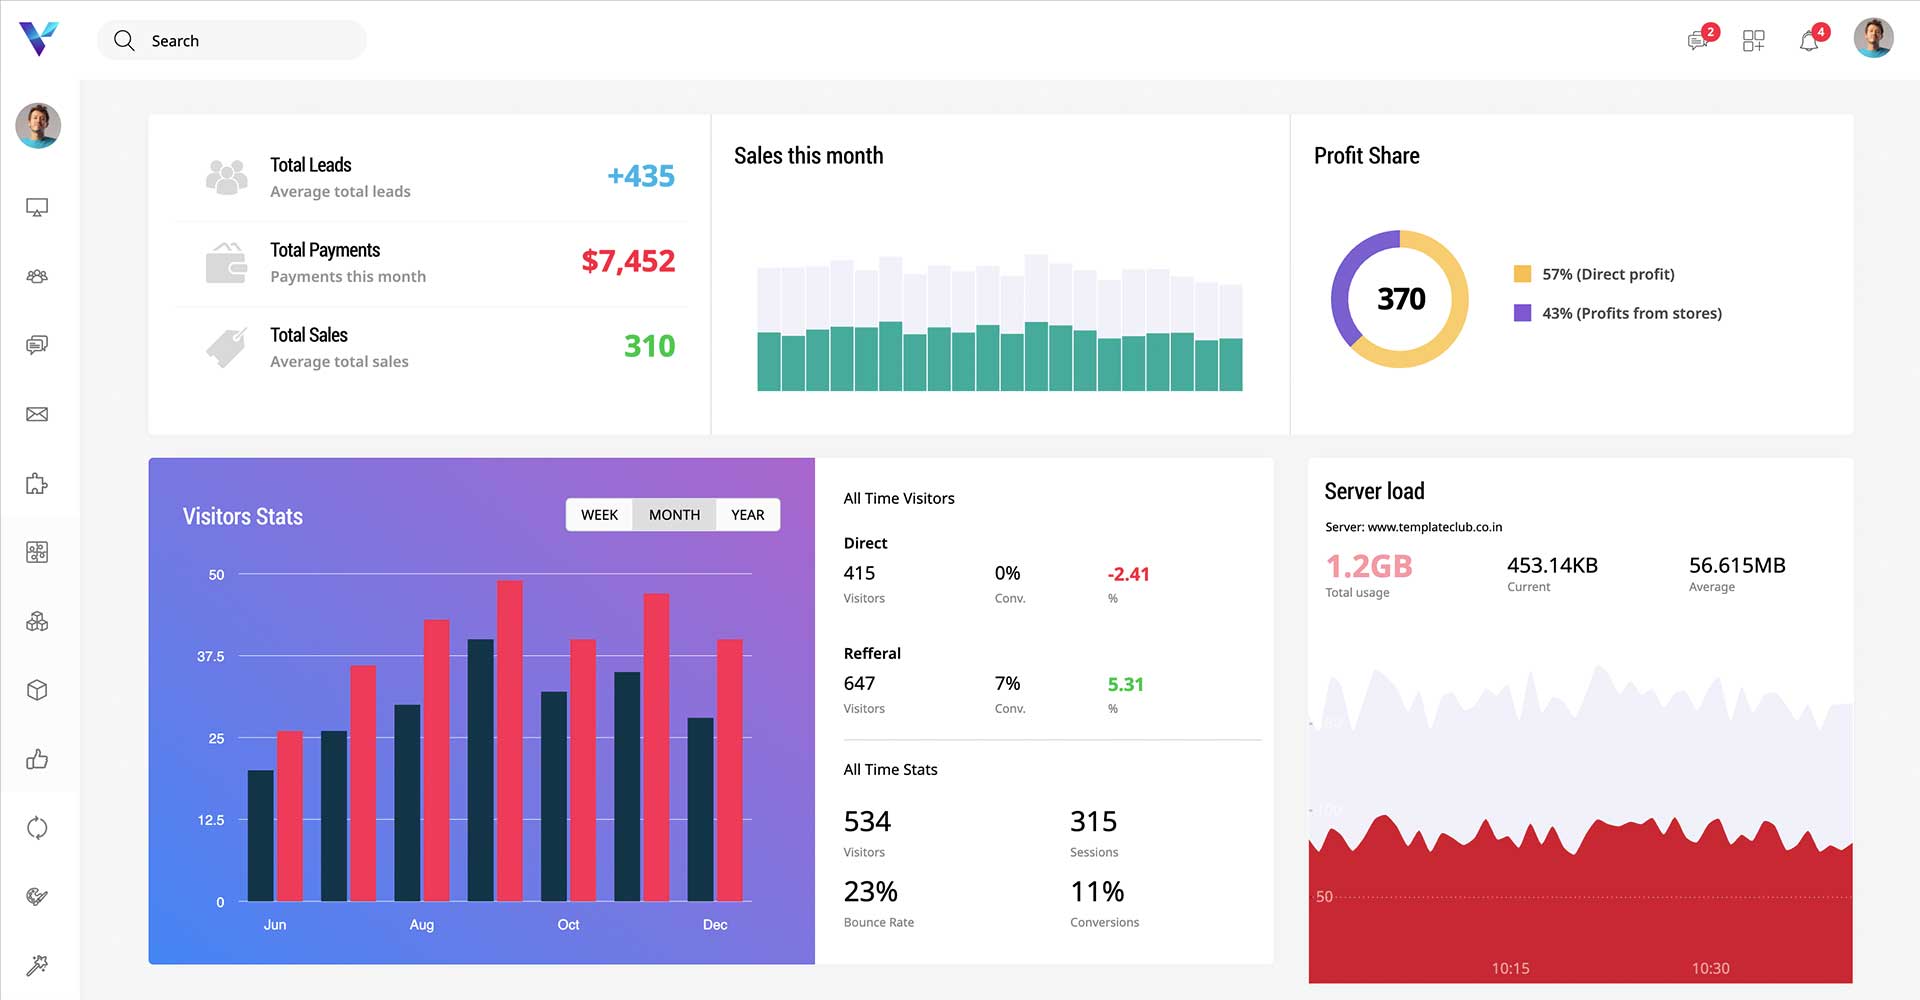 Search
2
4
Total Leads
Average total leads
+435
Total Payments
Payments this month
$7,452
Total Sales
Average total sales
310
Sales this month
Profit Share
370
57% (Direct profit)
43% (Profits from stores)
Visitors Stats
WEEK MONTH YEAR
50
37.5
25
12.5
0
Jun Aug Oct Dec
All Time Visitors
Direct
415 0% -2.41
Visitors Conv. %
Refferal
647 7% 5.31
Visitors Conv. %
All Time Stats
534 315
Visitors Sessions
23% 11%
Bounce Rate Conversions
Server load
Server: www.templateclub.co.in
1.2GB 453.14KB 56.615MB
Total usage Current Average
100
50
10:15 10:30